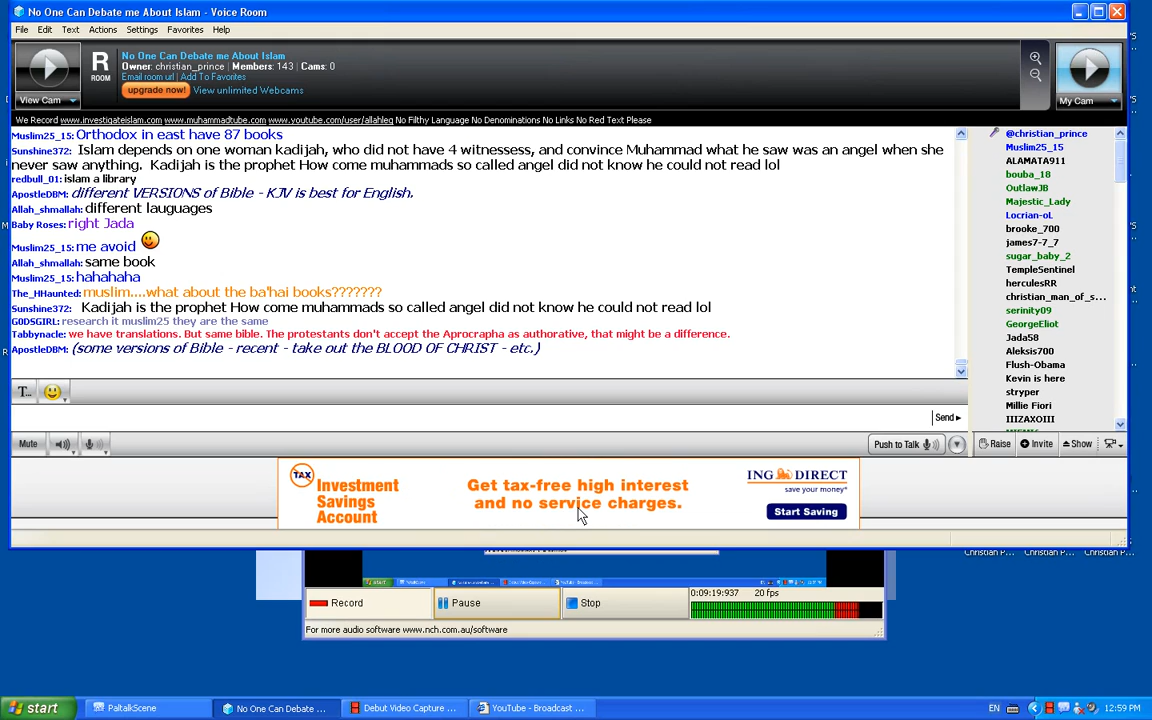 No One Can Debate me About Islam - Voice Room
File Edit Text Actions Settings Favorites Help
R
ROOM
No One Can Debate me About Islam
Owner: christian_prince | Members: 143 | Cams: 0
Email room url | Add To Favorites
upgrade now! View unlimited Webcams
View Cam
My Cam
We Record www.investigateislam.com www.muhammadtube.com www.youtube.com/user/allahleq No Filthy Language No Denominations No Links No Red Text Please
Muslim25_15: Orthodox in east have 87 books
Sunshine372: Islam depends on one woman kadijah, who did not have 4 witnessess, and convince Muhammad what he saw was an angel when she
never saw anything. Kadijah is the prophet How come muhammads so called angel did not know he could not read lol
redbull_01: islam a library
ApostleDBM: different VERSIONS of Bible - KJV is best for English.
Allah_shmallah: different lauguages
Baby Roses: right Jada
Muslim25_15: me avoid
Allah_shmallah: same book
Muslim25_15: hahahaha
The_HHaunted: muslim....what about the ba'hai books???????
Sunshine372: Kadijah is the prophet How come muhammads so called angel did not know he could not read lol
G0DSGIRL: research it muslim25 they are the same
Tabbynacle: we have translations. But same bible. The protestants don't accept the Aprocrapha as authorative, that might be a difference.
ApostleDBM: (some versions of Bible - recent - take out the BLOOD OF CHRIST - etc.)
@christian_prince
Muslim25_15
ALAMATA911
bouba_18
OutlawJB
Majestic_Lady
Locrian-oL
brooke_700
james7-7_7
sugar_baby_2
TempleSentinel
herculesRR
christian_man_of_s...
serinity09
GeorgeEliot
Jada58
Aleksis700
Flush-Obama
Kevin is here
stryper
Millie Fiori
IIIZAXOIII
T...
Send
Mute
Push to Talk
Raise Invite Show
TAX
Investment
Savings
Account
Get tax-free high interest
and no service charges.
ING DIRECT
save your money®
Start Saving
Christian P... Christian P... Christian P...
Record
Pause
Stop
0:09:19:937 20 fps
For more audio software www.nch.com.au/software
start
PaltalkScene
No One Can Debate ...
Debut Video Capture ...
YouTube - Broadcast ...
EN
12:59 PM